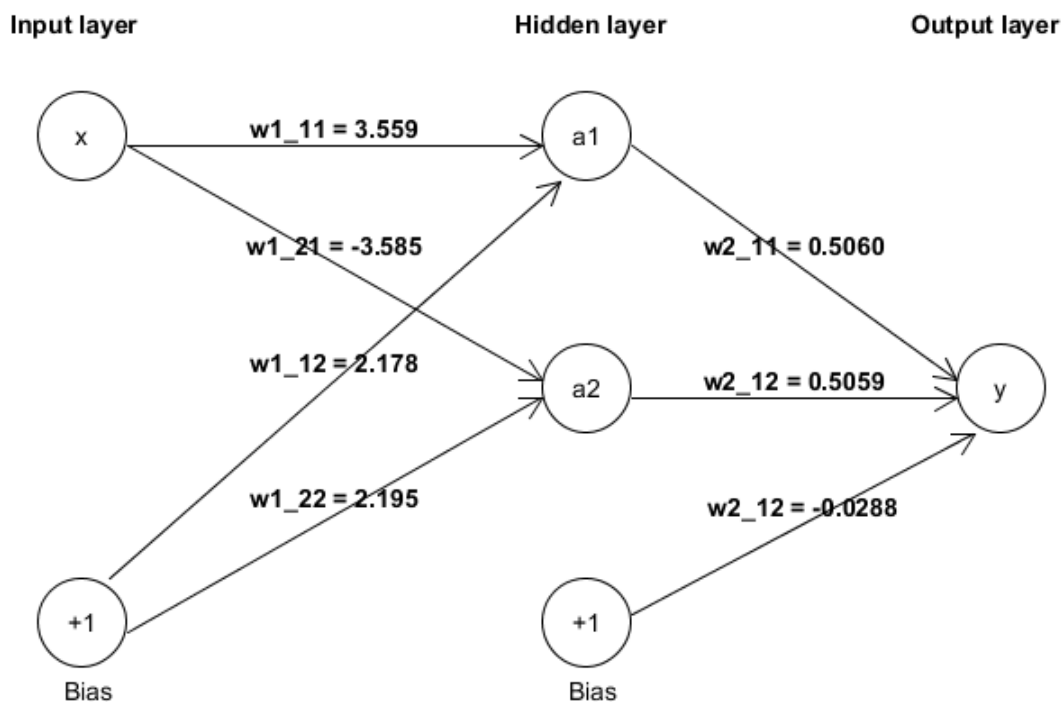 Input layer
Hidden layer
Output layer
x
w1_11 = 3.559
a1
w1_21 = -3.585
w2_11 = 0.5060
w1_12 = 2.178
a2
w2_12 = 0.5059
y
w1_22 = 2.195
w2_12 = -0.0288
+1
+1
Bias
Bias